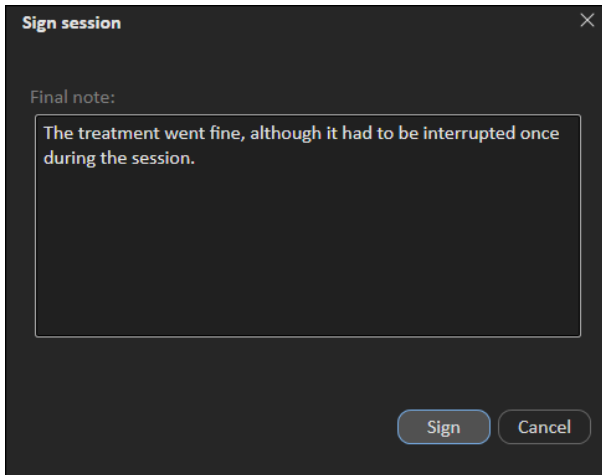 Sign session
Final note:
The treatment went fine, although it had to be interrupted once
during the session.
Sign
Cancel